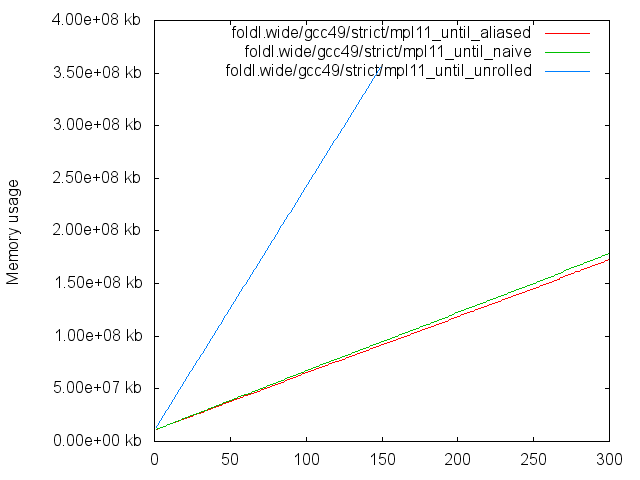 4.00e+08 kb
3.50e+08 kb
3.00e+08 kb
2.50e+08 kb
2.00e+08 kb
1.50e+08 kb
1.00e+08 kb
5.00e+07 kb
0.00e+00 kb
Memory usage
foldl.wide/gcc49/strict/mpl11_until_aliased
foldl.wide/gcc49/strict/mpl11_until_naive
foldl.wide/gcc49/strict/mpl11_until_unrolled
0 50 100 150 200 250 300